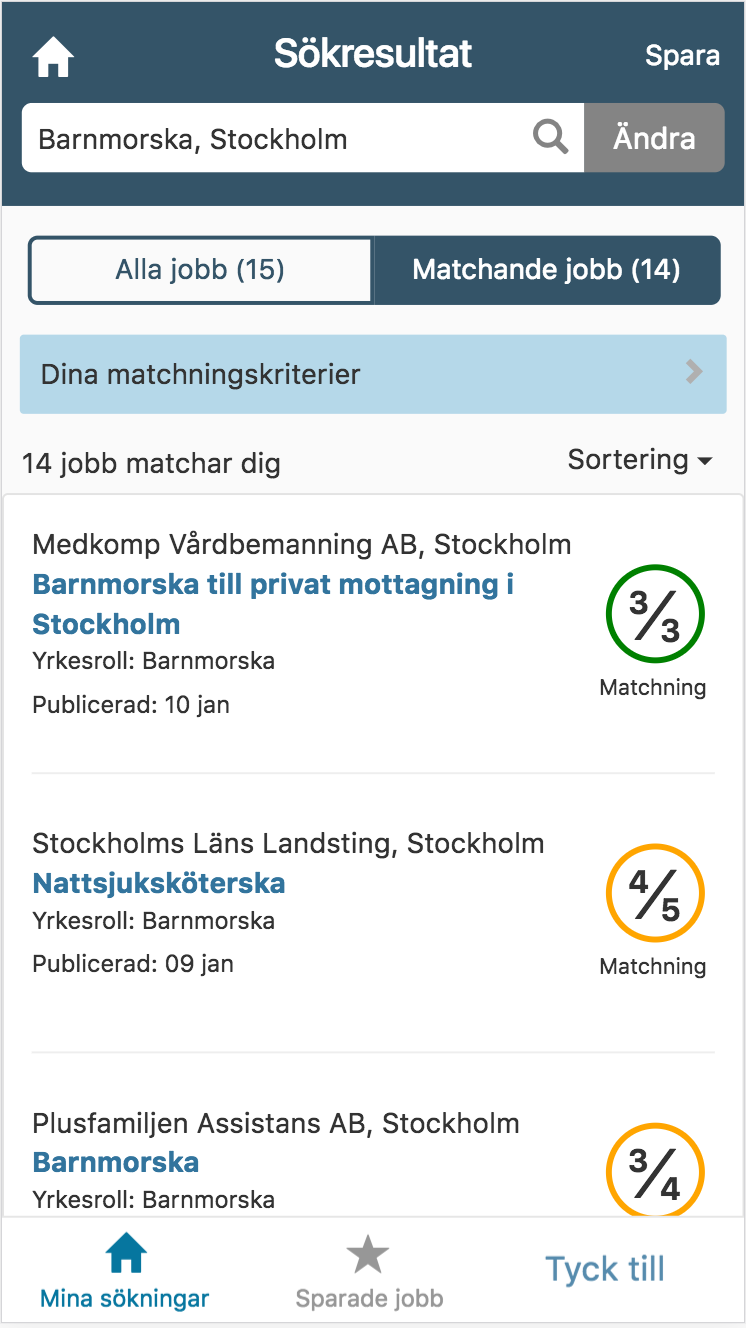 Sökresultat
Spara
Barnmorska, Stockholm
Ändra
Alla jobb (15)
Matchande jobb (14)
Dina matchningskriterier
14 jobb matchar dig
Sortering
Medkomp Vårdbemanning AB, Stockholm
Barnmorska till privat mottagning i
Stockholm
Yrkesroll: Barnmorska
Publicerad: 10 jan
3/3
Matchning
Stockholms Läns Landsting, Stockholm
Nattsjuksköterska
Yrkesroll: Barnmorska
Publicerad: 09 jan
4/5
Matchning
Plusfamiljen Assistans AB, Stockholm
Barnmorska
Yrkesroll: Barnmorska
3/4
Mina sökningar
Sparade jobb
Tyck till